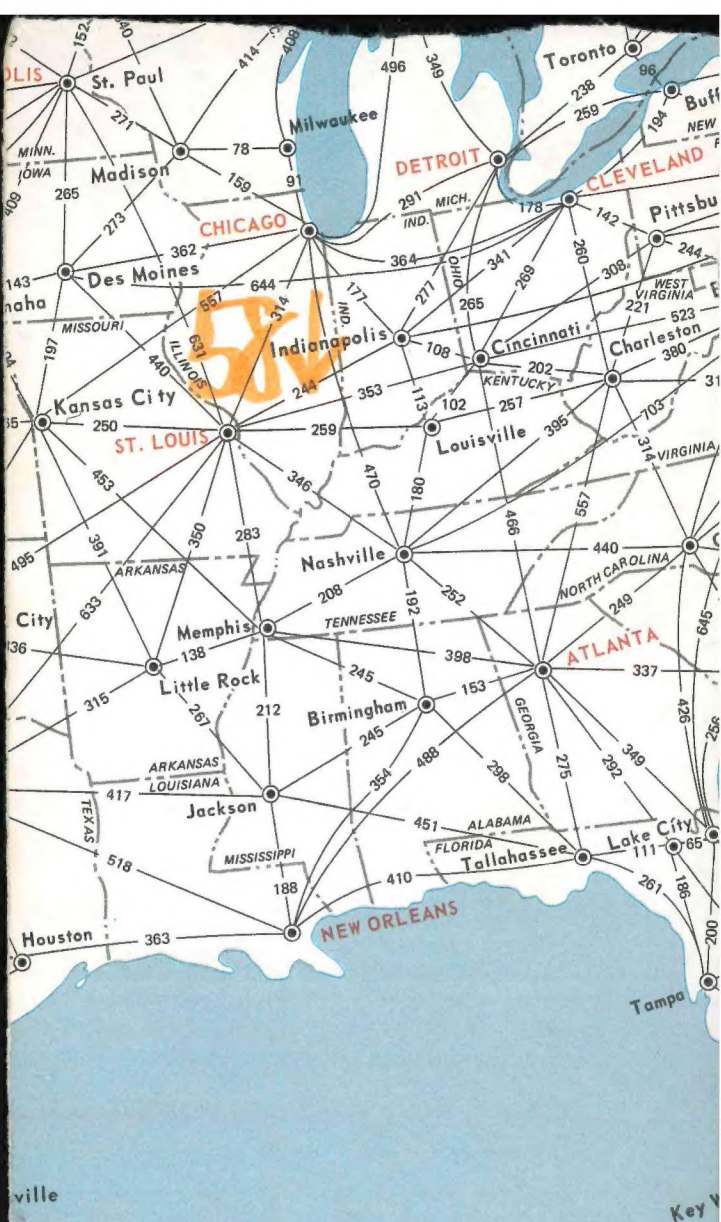 152
340
414
408
496
349
Toronto
96
238
259
Buff
OLIS
St. Paul
271
Milwaukee
194
NEW
MINN.
IOWA
Madison
78
DETROIT
CLEVELAND
409
265
273
159
91
291
MICH.
IND.
178
142
Pittsbu
CHICAGO
362
364
341
260
308
244
143
Des Moines
644
177
277
OHIO
269
WEST
VIRGINIA
maha
557
314
IND.
265
221
523
MISSOURI
631
ILLINOIS
Indianapolis
108
Cincinnati
Charleston
197
440
244
353
113
202
KENTUCKY
380
Kansas City
102
257
395
703
250
ST. LOUIS
259
Louisville
314
VIRGINIA
453
346
470
180
495
391
350
283
466
557
ARKANSAS
Nashville
440
NORTH CAROLINA
633
208
192
252
249
645
City
Memphis
TENNESSEE
136
138
398
ATLANTA
337
Little Rock
245
315
267
212
Birmingham
153
GEORGIA
426
256
245
354
488
298
275
292
349
ARKANSAS
LOUISIANA
417
Jackson
TEXAS
451
ALABAMA
FLORIDA
Lake City
518
MISSISSIPPI
Tallahassee
111
65
188
410
261
186
Houston
363
NEW ORLEANS
200
Tampa
ville
Key W